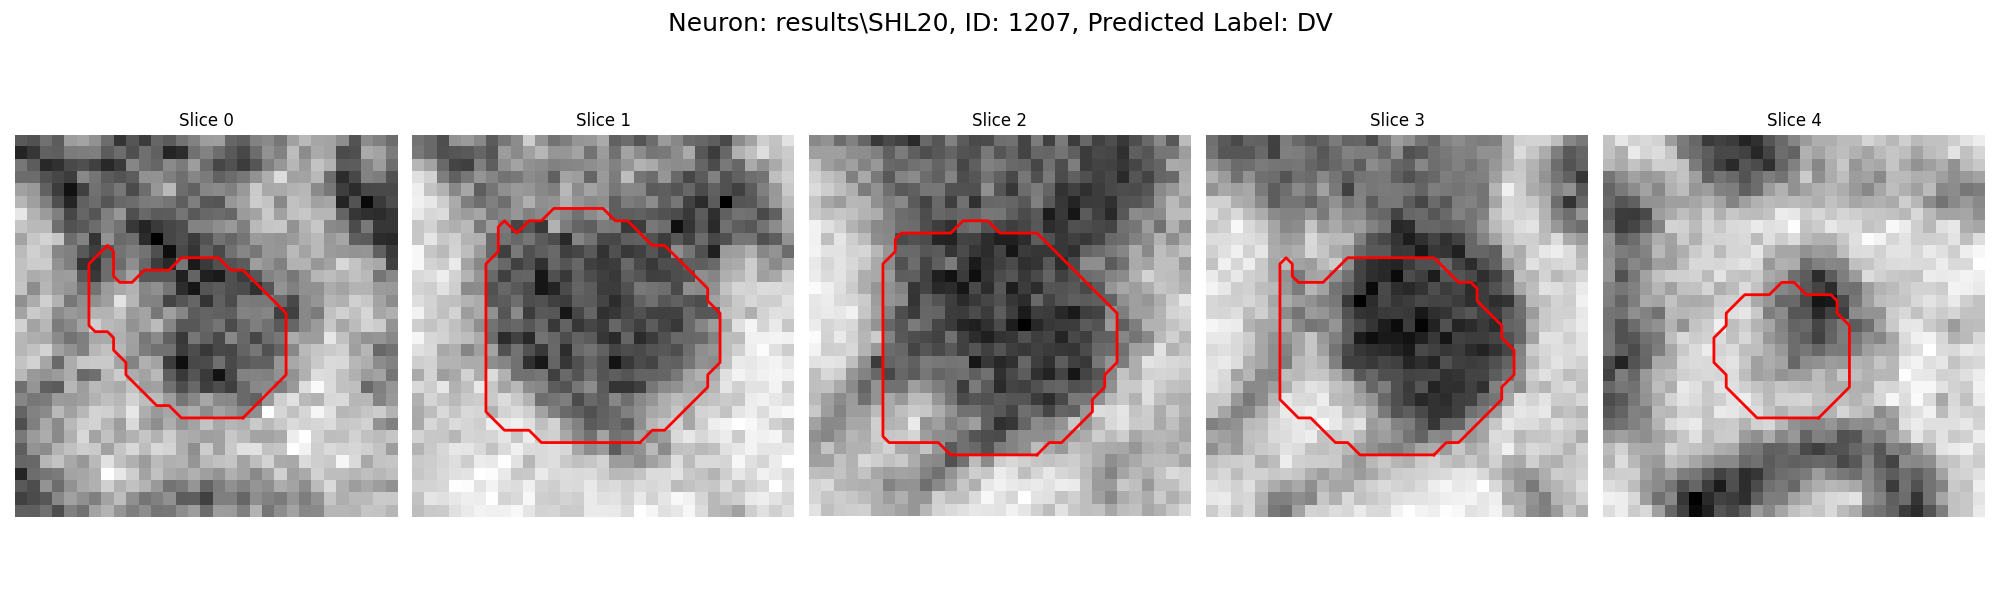 Neuron: results\SHL20, ID: 1207, Predicted Label: DV
Slice 0
Slice 1
Slice 2
Slice 3
Slice 4